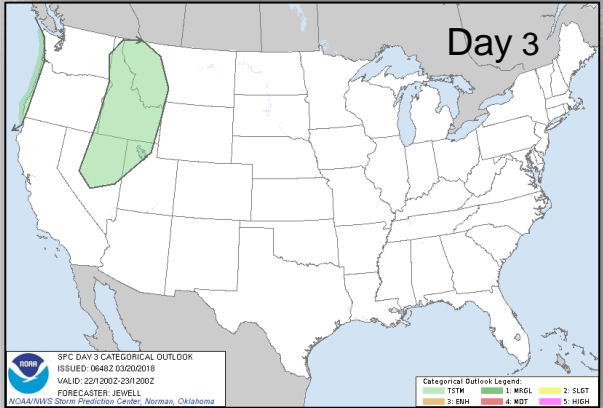 Day 3
NOAA
SPC DAY 3 CATEGORICAL OUTLOOK
ISSUED: 0648Z 03/20/2018
VALID: 22/1200Z-23/1200Z
FORECASTER: JEWELL
NOAA/NWS Storm Prediction Center, Norman, Oklahoma
Categorical Outlook Legend:
TSTM 1: MRGL 2: SLGT
3: ENH 4: MDT 5: HIGH